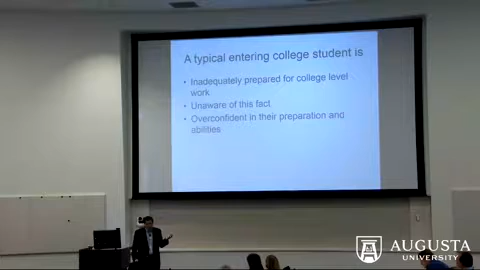 A typical entering college student is
• Inadequately prepared for college level
work
• Unaware of this fact
• Overconfident in their preparation and
abilities
AUGUSTA
UNIVERSITY